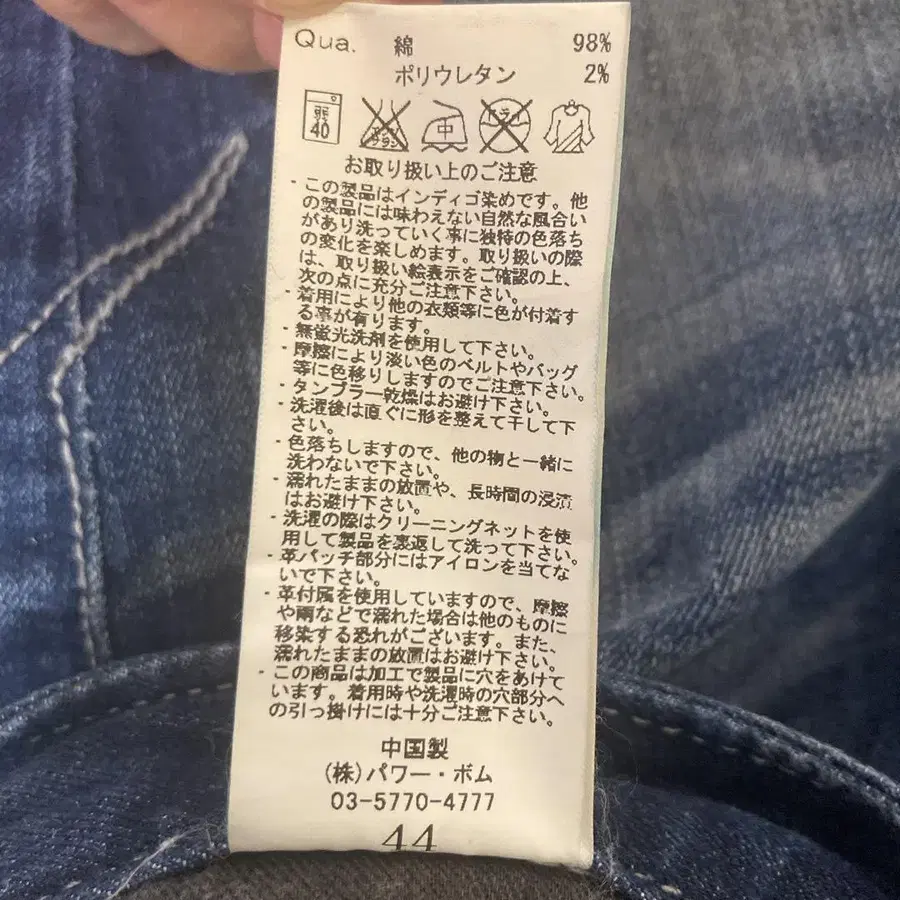 Qua. 綿 98%
ポリウレタン 2%
弱 40 エンソ サラシ 中 ドライ
お取り扱い上のご注意
・この製品はインディゴ染めです。他
の製品には味わえない自然な風合い
があり洗っていく事に独特の色落ち
の変化を楽しめます。取り扱いの際
は、取り扱い絵表示をご確認の上、
次の点に充分ご注意下さい。
・着用により他の衣類等に色が付着す
る事が有ります。
・無蛍光洗剤を使用して下さい。
・摩擦により淡い色のベルトやバッグ
等に色移りしますのでご注意下さい。
・タンブラー乾燥はお避け下さい。
・洗濯後は直ぐに形を整えて干して下
さい。
・色落ちしますので、他の物と一緒に
洗わないで下さい。
・濡れたままの放置や、長時間の浸漬
はお避け下さい。
・洗濯の際はクリーニングネットを使
用して製品を裏返して洗って下さい。
・革パッチ部分にはアイロンを当てな
いで下さい。
・革付属を使用していますので、摩擦
や雨などで濡れた場合は他のものに
移染する恐れがございます。また、
濡れたままの放置はお避け下さい。
・この商品は加工で製品に穴をあけて
います。着用時や洗濯時の穴部分へ
の引っ掛けには十分ご注意下さい。
中国製
(株)パワー・ボム
03-5770-4777
44